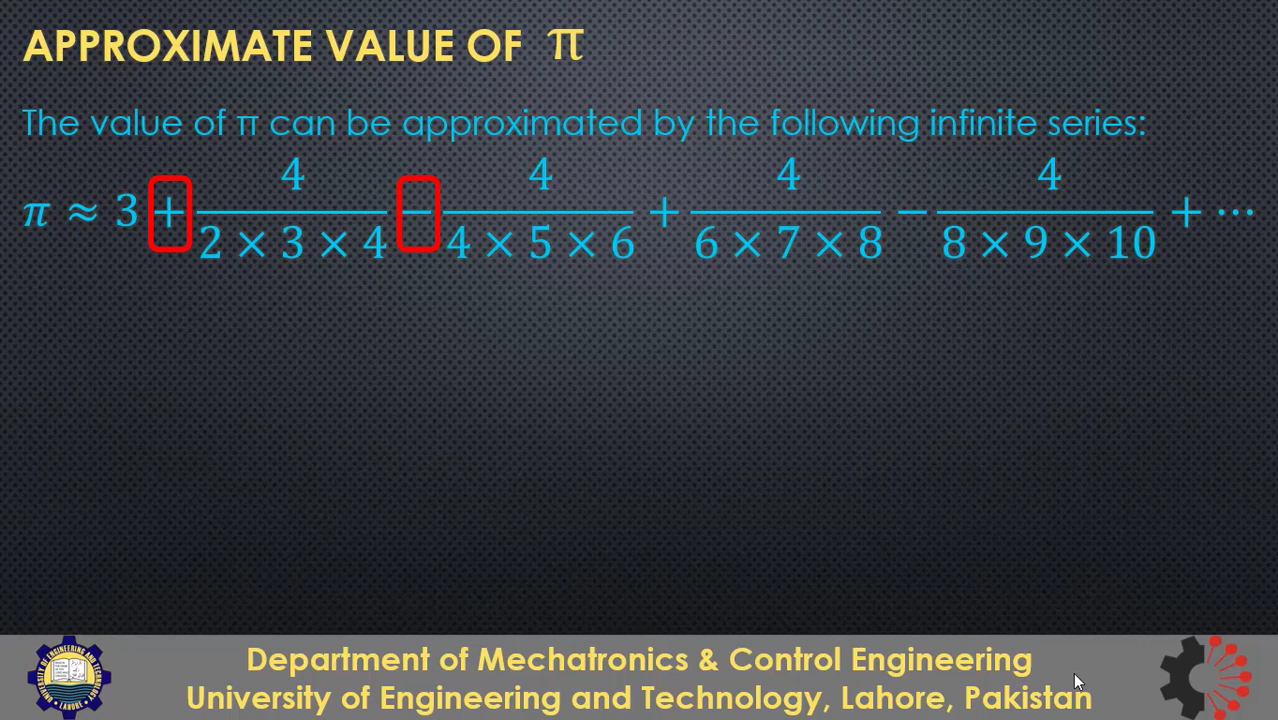 APPROXIMATE VALUE OF π
The value of π can be approximated by the following infinite series:
π ≈ 3 + 4/(2 × 3 × 4) − 4/(4 × 5 × 6) + 4/(6 × 7 × 8) − 4/(8 × 9 × 10) + ⋯
Department of Mechatronics & Control Engineering
University of Engineering and Technology, Lahore, Pakistan